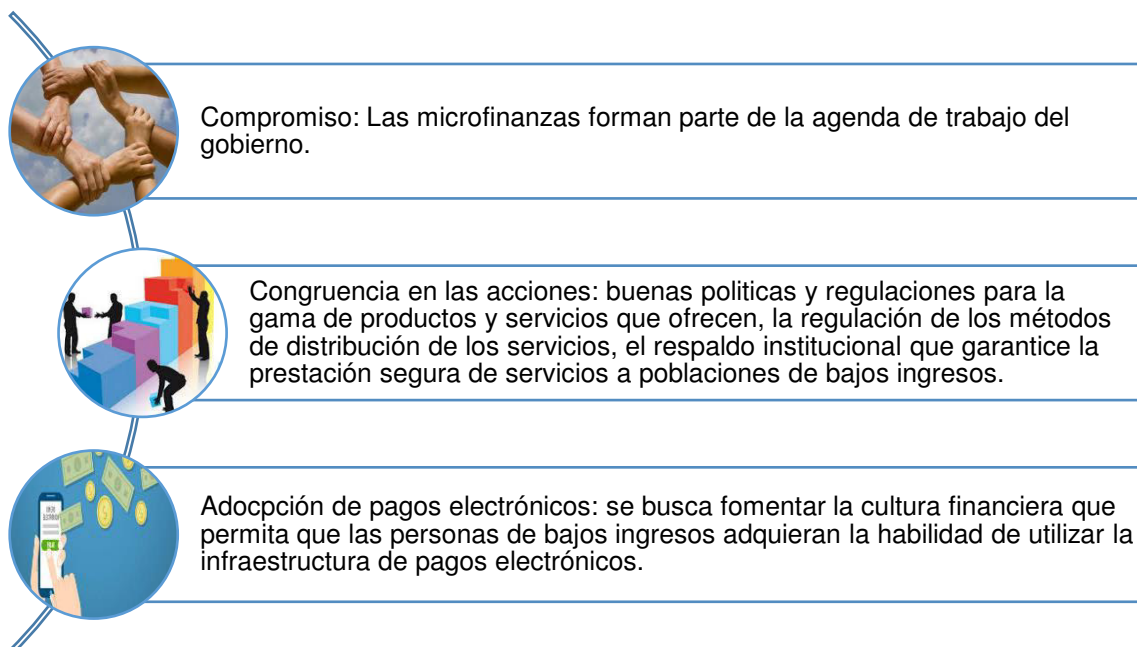 Compromiso: Las microfinanzas forman parte de la agenda de trabajo del
gobierno.
Congruencia en las acciones: buenas politicas y regulaciones para la
gama de productos y servicios que ofrecen, la regulación de los métodos
de distribución de los servicios, el respaldo institucional que garantice la
prestación segura de servicios a poblaciones de bajos ingresos.
Adocpción de pagos electrónicos: se busca fomentar la cultura financiera que
permita que las personas de bajos ingresos adquieran la habilidad de utilizar la
infraestructura de pagos electrónicos.